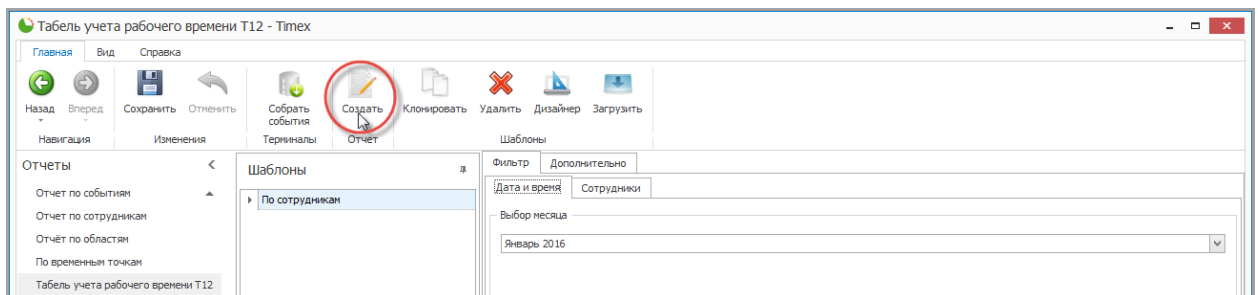 Табель учета рабочего времени Т12 - Timex
Главная Вид Справка
Назад Вперед Сохранить Отменить Собрать события Создать Клонировать Удалить Дизайнер Загрузить
Навигация Изменения Терминалы Отчет Шаблоны
Отчеты
Отчет по событиям
Отчет по сотрудникам
Отчёт по областям
По временным точкам
Табель учета рабочего времени Т12
Шаблоны
По сотрудникам
Фильтр Дополнительно
Дата и время Сотрудники
Выбор месяца
Январь 2016